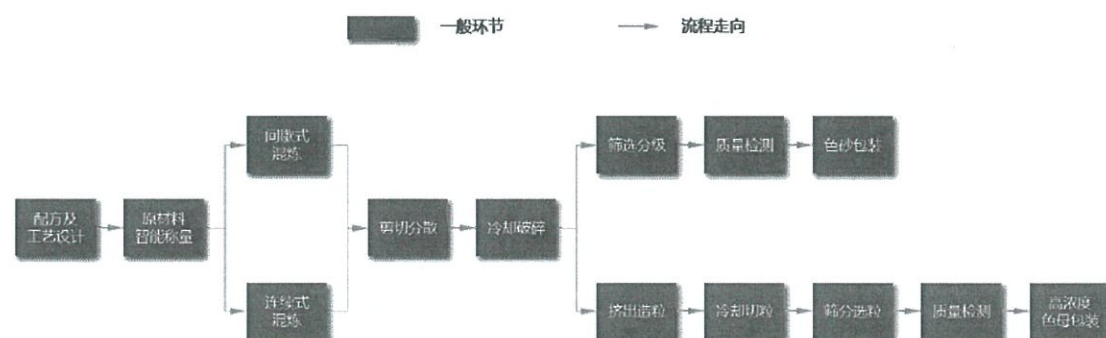 一般环节
流程走向
间歇式
混炼
筛选分级
质量检测
色砂包装
配方及
工艺设计
原材料
智能称量
剪切分散
冷却破碎
连续式
混炼
挤出造粒
冷却切粒
筛分选粒
质量检测
高浓度
色母包装